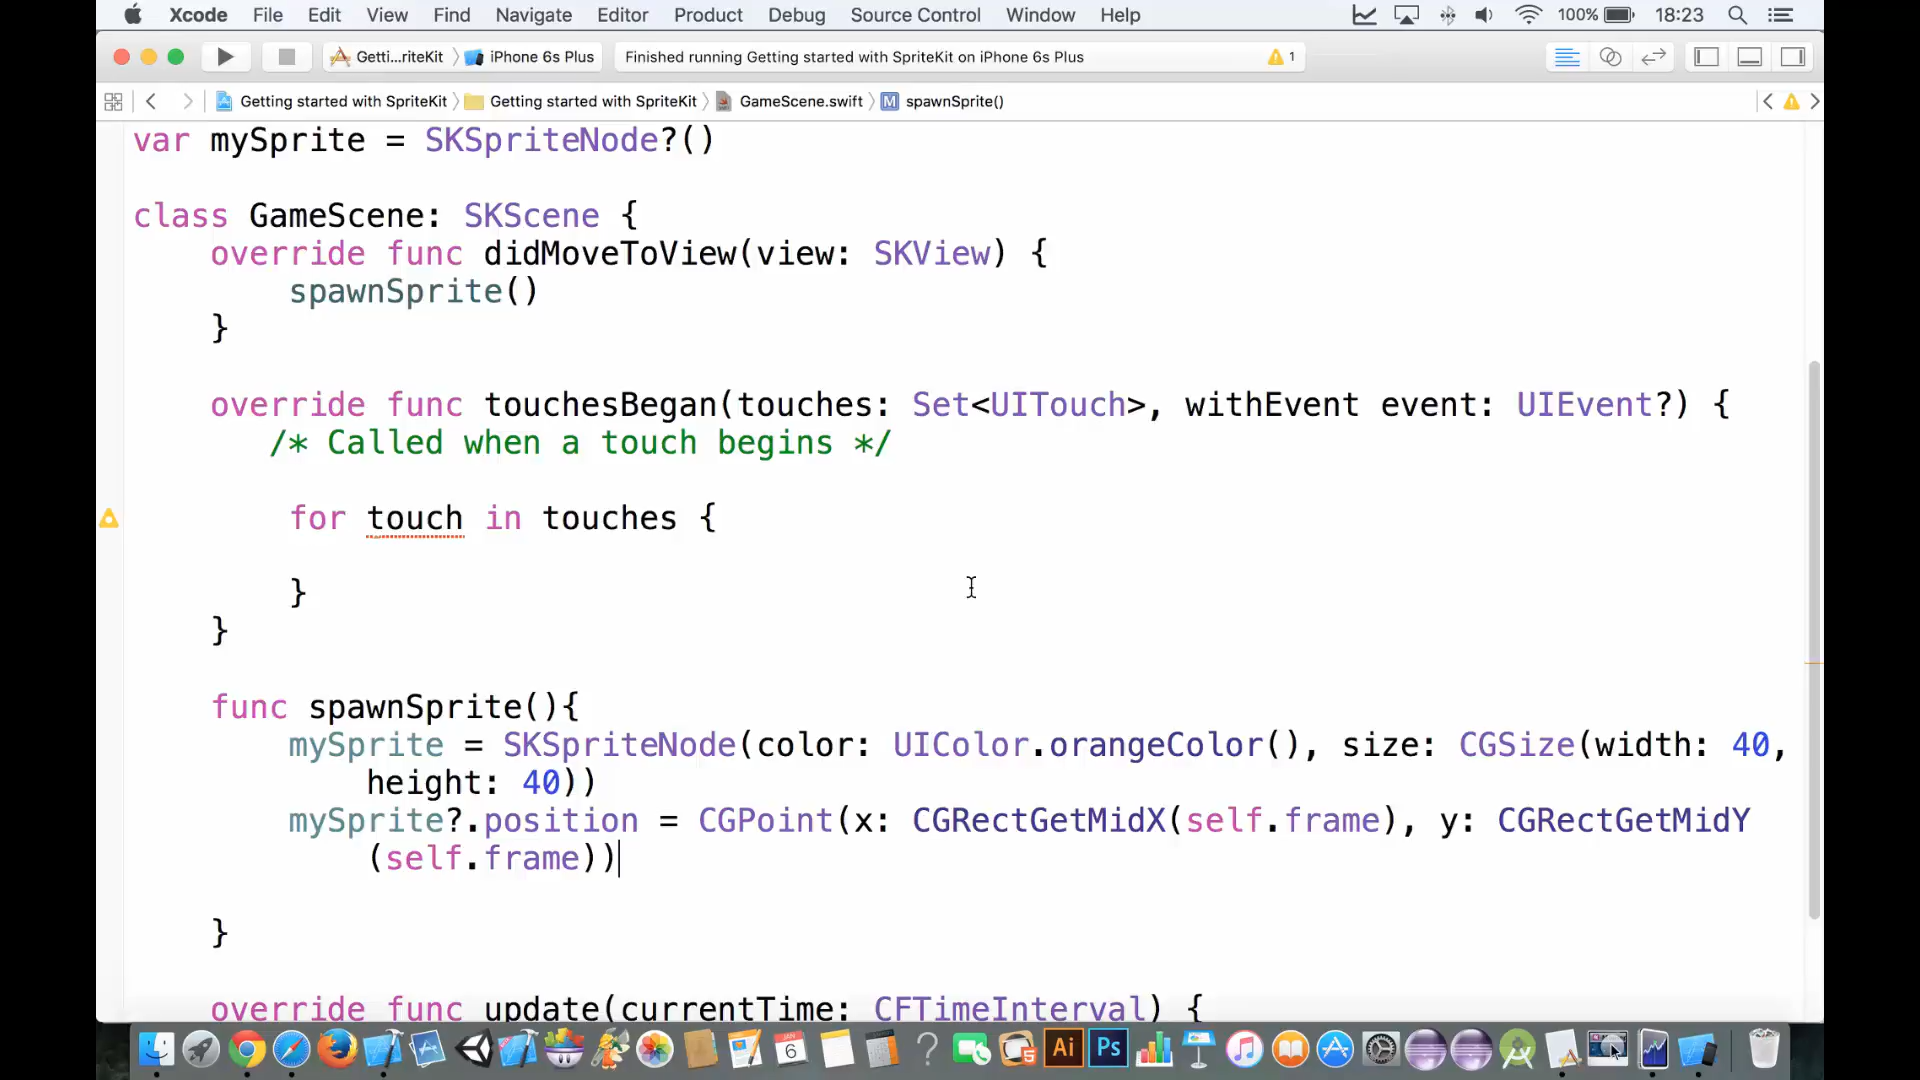 Xcode File Edit View Find Navigate Editor Product Debug Source Control Window Help 100% 18:23
Getti...riteKit iPhone 6s Plus Finished running Getting started with SpriteKit on iPhone 6s Plus 1
Getting started with SpriteKit Getting started with SpriteKit GameScene.swift M spawnSprite()
var mySprite = SKSpriteNode?()
class GameScene: SKScene {
override func didMoveToView(view: SKView) {
spawnSprite()
}
override func touchesBegan(touches: Set<UITouch>, withEvent event: UIEvent?) {
/* Called when a touch begins */
for touch in touches {
}
}
func spawnSprite(){
mySprite = SKSpriteNode(color: UIColor.orangeColor(), size: CGSize(width: 40,
height: 40))
mySprite?.position = CGPoint(x: CGRectGetMidX(self.frame), y: CGRectGetMidY
(self.frame))
}
override func update(currentTime: CFTimeInterval) {
JAN 6 ? 5 Ai Ps